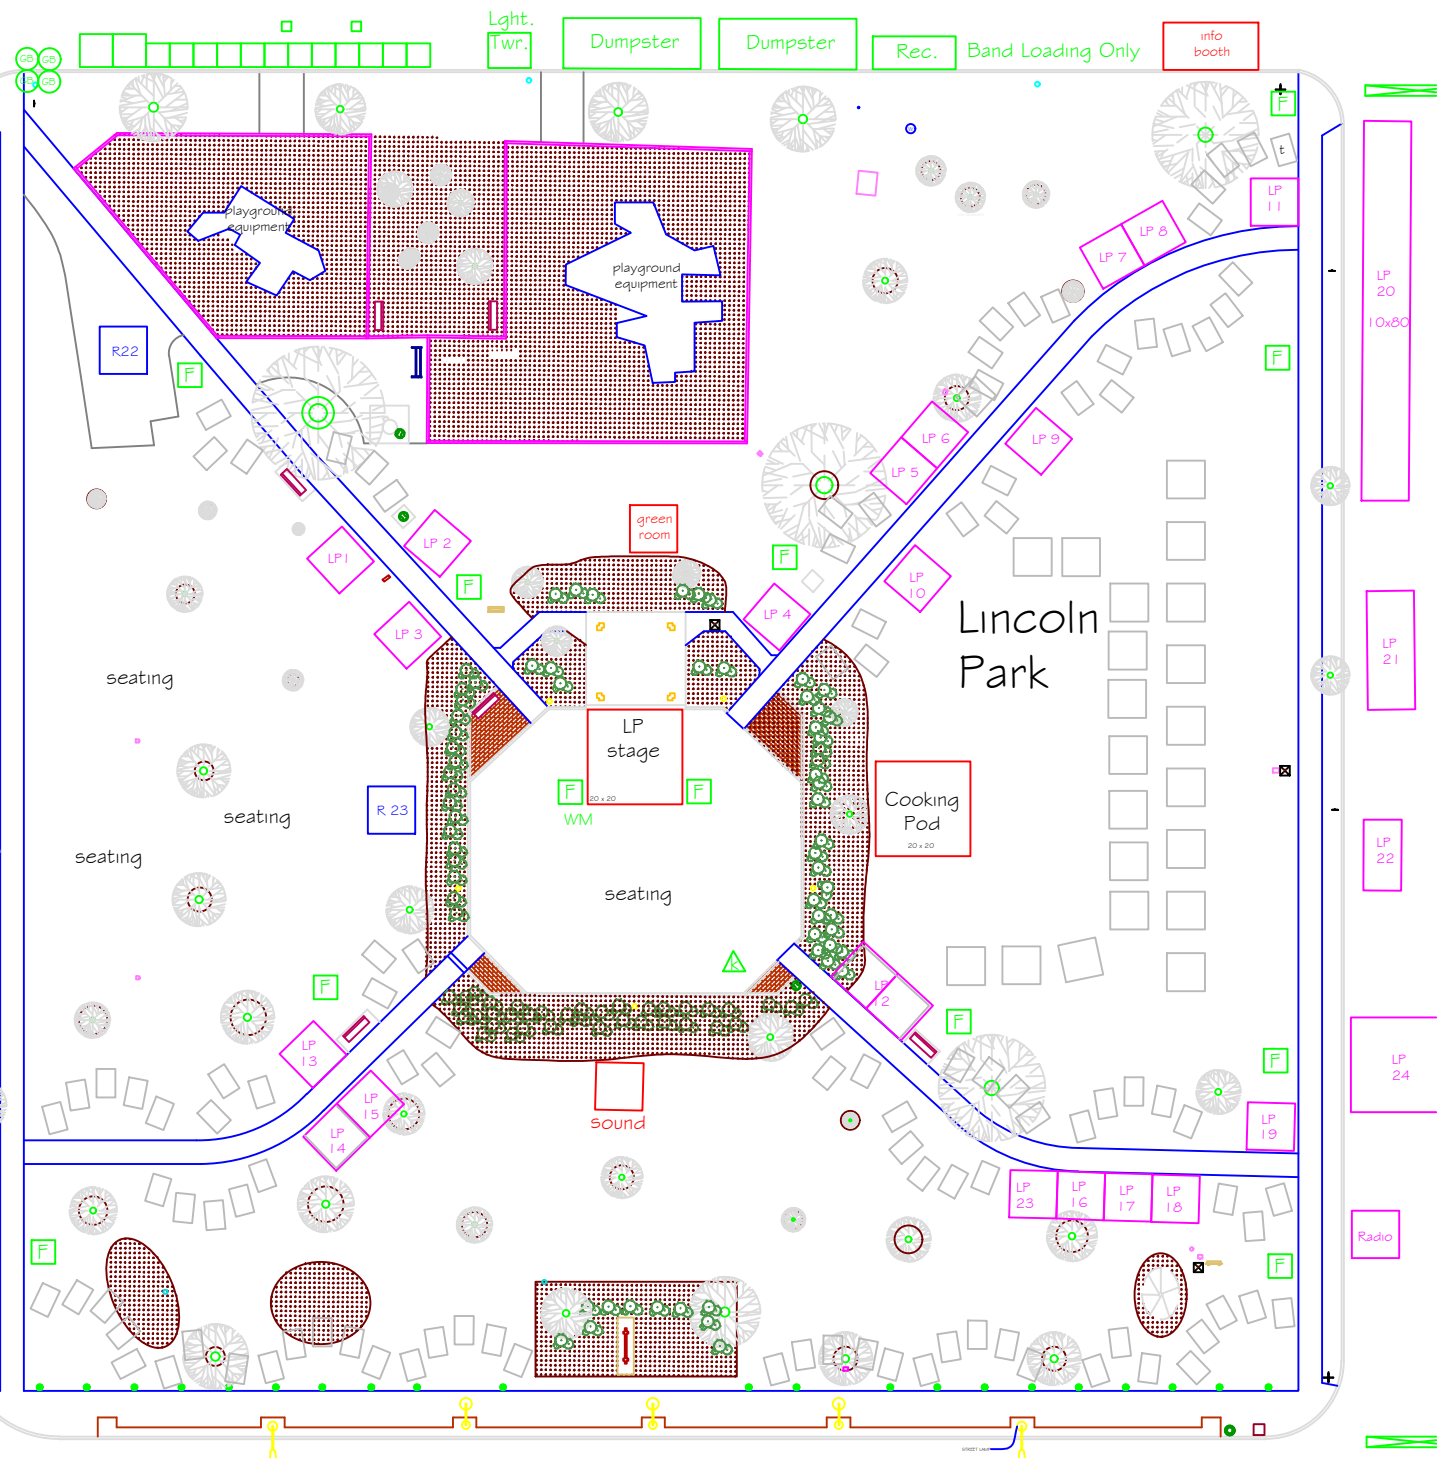 Lght.
Twr.
Dumpster
Dumpster
Rec.
Band Loading Only
info
booth
GB
GB
GB
GB
F
t
LP
11
LP 8
LP 7
playground
equipment
playground
equipment
LP
20
10x80
R22
F
F
LP 6
LP 5
LP 9
green
room
LP 2
LP1
F
F
LP
10
LP 4
LP 3
Lincoln
Park
LP
21
seating
LP
stage
20 x 20
F
F
WM
R 23
Cooking
Pod
20 x 20
seating
seating
seating
LP
22
k
F
LP
12
F
LP
13
LP
15
LP
14
sound
F
LP
24
LP
19
LP
23
LP
16
LP
17
LP
18
F
F
Radio
STREET LAMP